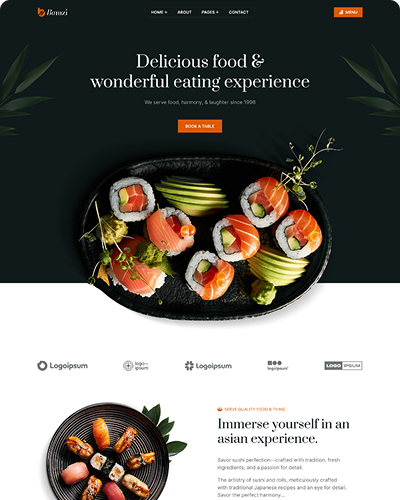 Banzi
HOME +
ABOUT
PAGES +
CONTACT
MENU
Delicious food &
wonderful eating experience
We serve food, harmony, & laughter since 1998
BOOK A TABLE
Logoipsum
logo—
ipsum
Logoipsum
logoipsum
LOGO IPSUM
SERVE QUALITY FOOD & THING
Immerse yourself in an
asian experience.
Savor sushi perfection—crafted with tradition, fresh
ingredients, and a passion for detail.
The artistry of sushi and rolls, meticulously crafted
with traditional Japanese recipes and an eye for detail.
Savor the perfect harmony...